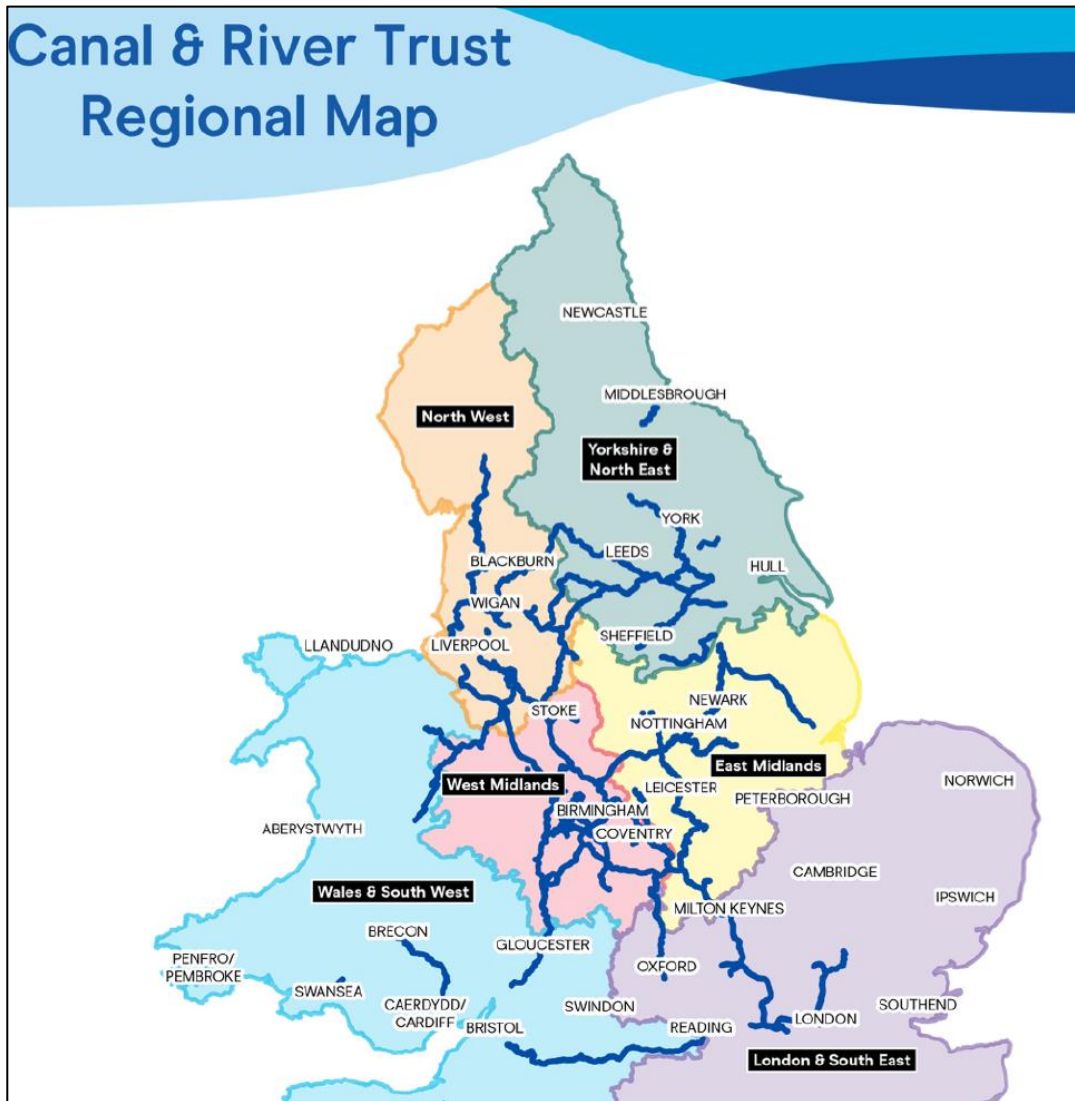 Canal & River Trust
Regional Map
NEWCASTLE
MIDDLESBROUGH
North West
Yorkshire &
North East
YORK
LEEDS
BLACKBURN
HULL
WIGAN
SHEFFIELD
LIVERPOOL
LLANDUDNO
NEWARK
STOKE
NOTTINGHAM
East Midlands
NORWICH
West Midlands
LEICESTER
PETERBOROUGH
BIRMINGHAM
ABERYSTWYTH
COVENTRY
CAMBRIDGE
Wales & South West
IPSWICH
MILTON KEYNES
BRECON
GLOUCESTER
PENFRO/
PEMBROKE
OXFORD
SWANSEA
CAERDYDD/
CARDIFF
SWINDON
SOUTHEND
LONDON
BRISTOL
READING
London & South East